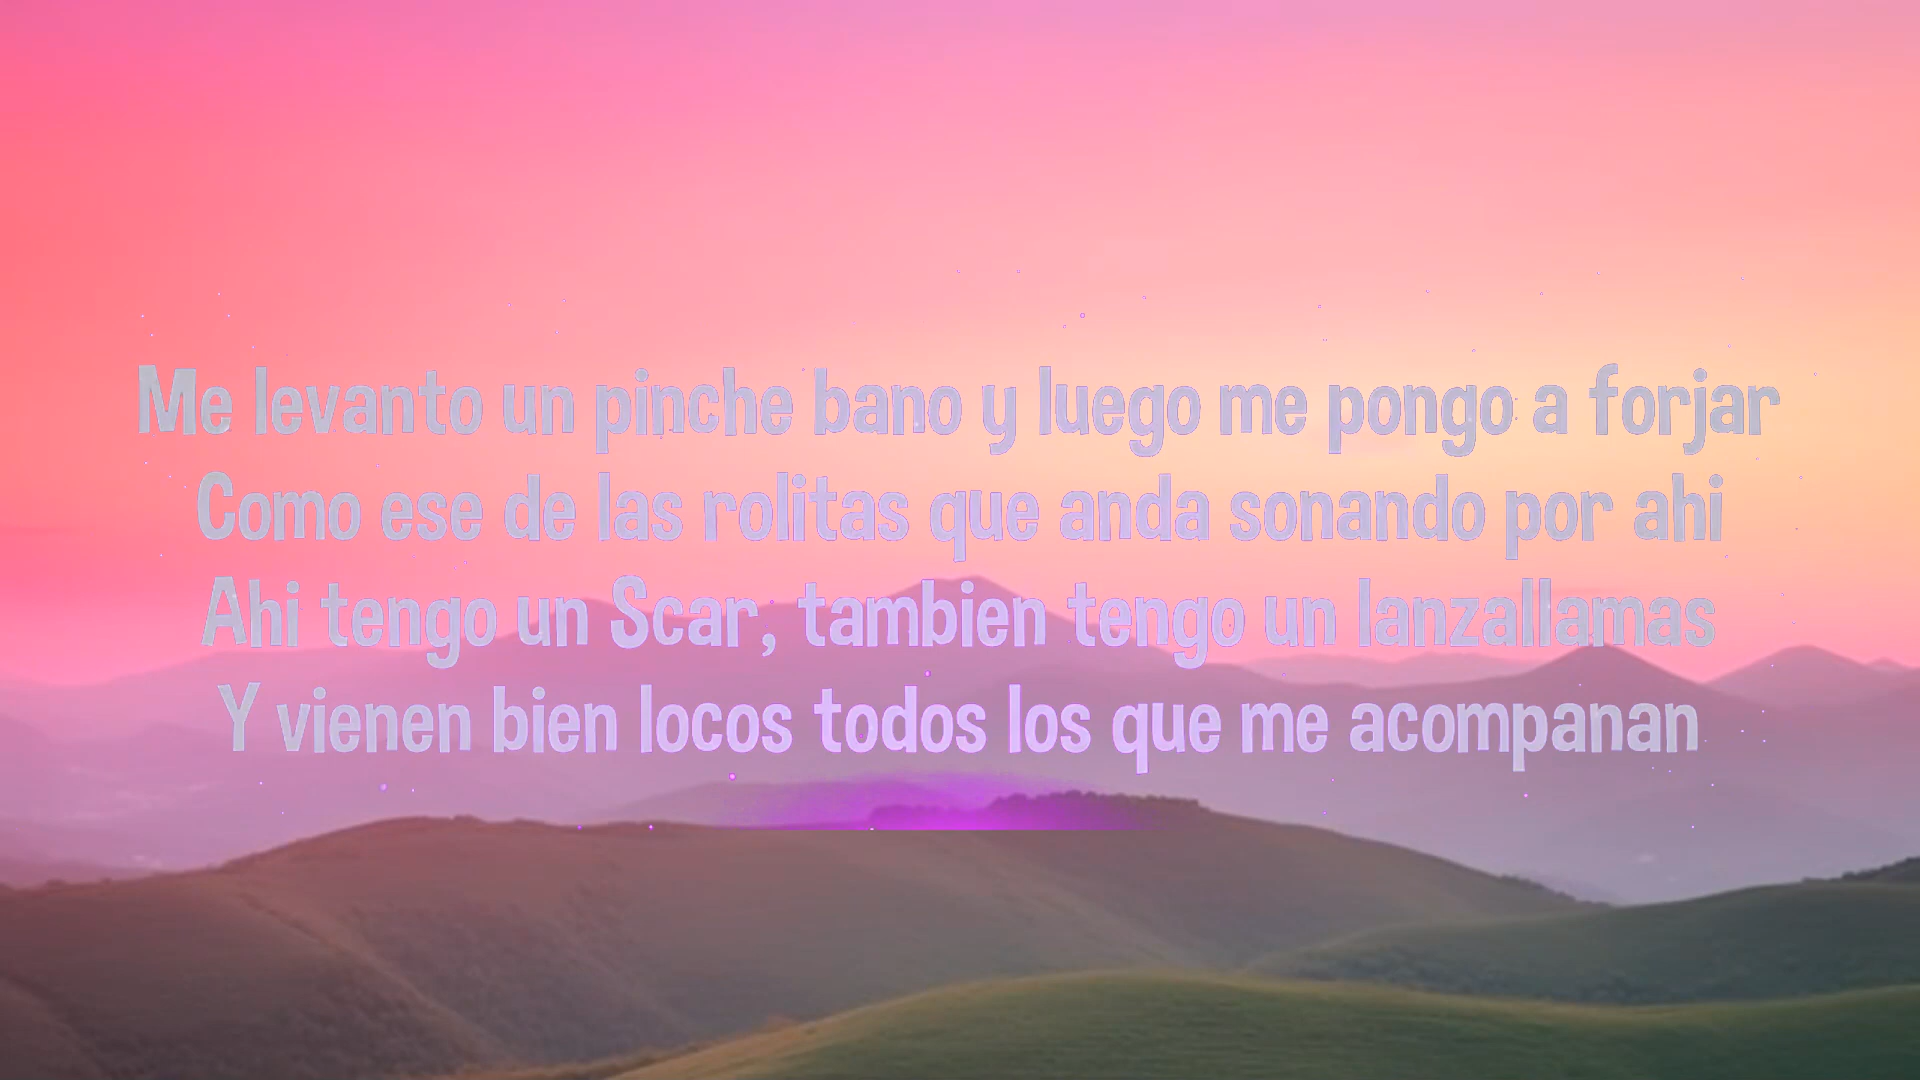 Me levanto un pinche bano y luego me pongo a forjar
Como ese de las rolitas que anda sonando por ahi
Ahi tengo un Scar, tambien tengo un lanzallamas
Y vienen bien locos todos los que me acompanan